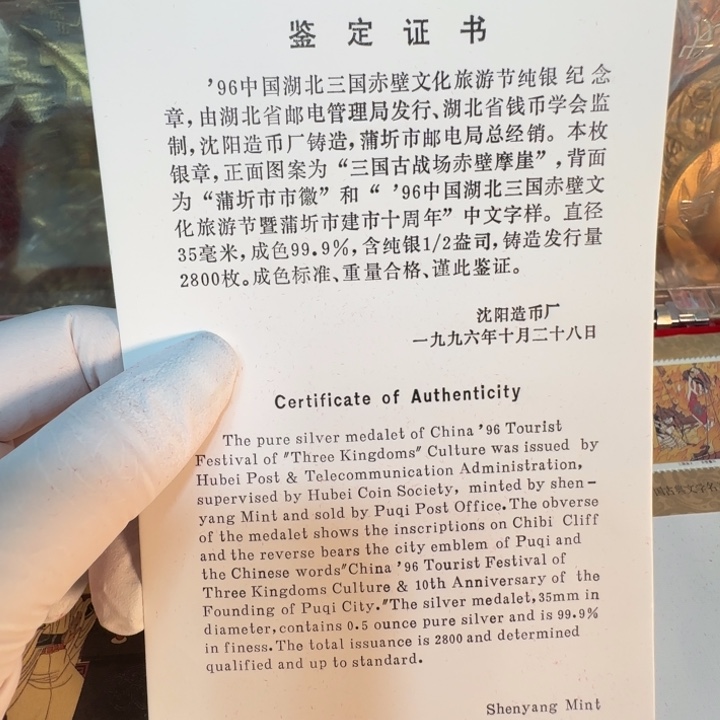 鉴定证书
’96中国湖北三国赤壁文化旅游节纯银纪念
章,由湖北省邮电管理局发行、湖北省钱币学会监
制,沈阳造币厂铸造,蒲圻市邮电局总经销。本枚
银章,正面图案为“三国古战场赤壁摩崖”,背面
为“蒲圻市市徽”和“ ’96中国湖北三国赤壁文
化旅游节暨蒲圻市建市十周年”中文字样。直径
35毫米,成色99.9%,含纯银1/2盎司,铸造发行量
2800枚。成色标准、重量合格、谨此鉴证。
沈阳造币厂
一九九六年十月二十八日
Certificate of Authenticity
The pure silver medalet of China ’96 Tourist
Festival of "Three Kingdoms" Culture was issued by
Hubei Post & Telecommunication Administration,
supervised by Hubei Coin Society, minted by shen-
yang Mint and sold by Puqi Post Office. The obverse
of the medalet shows the inscriptions on Chibi Cliff
and the reverse bears the city emblem of Puqi and
the Chinese words"China ’96 Tourist Festival of
Three Kingdoms Culture & 10th Anniversary of the
Founding of Puqi City."The silver medalet,35mm in
diameter,contains 0.5 ounce pure silver and is 99.9%
in finess. The total issuance is 2800 and determined
qualified and up to standard.
Shenyang Mint
国古典文学名